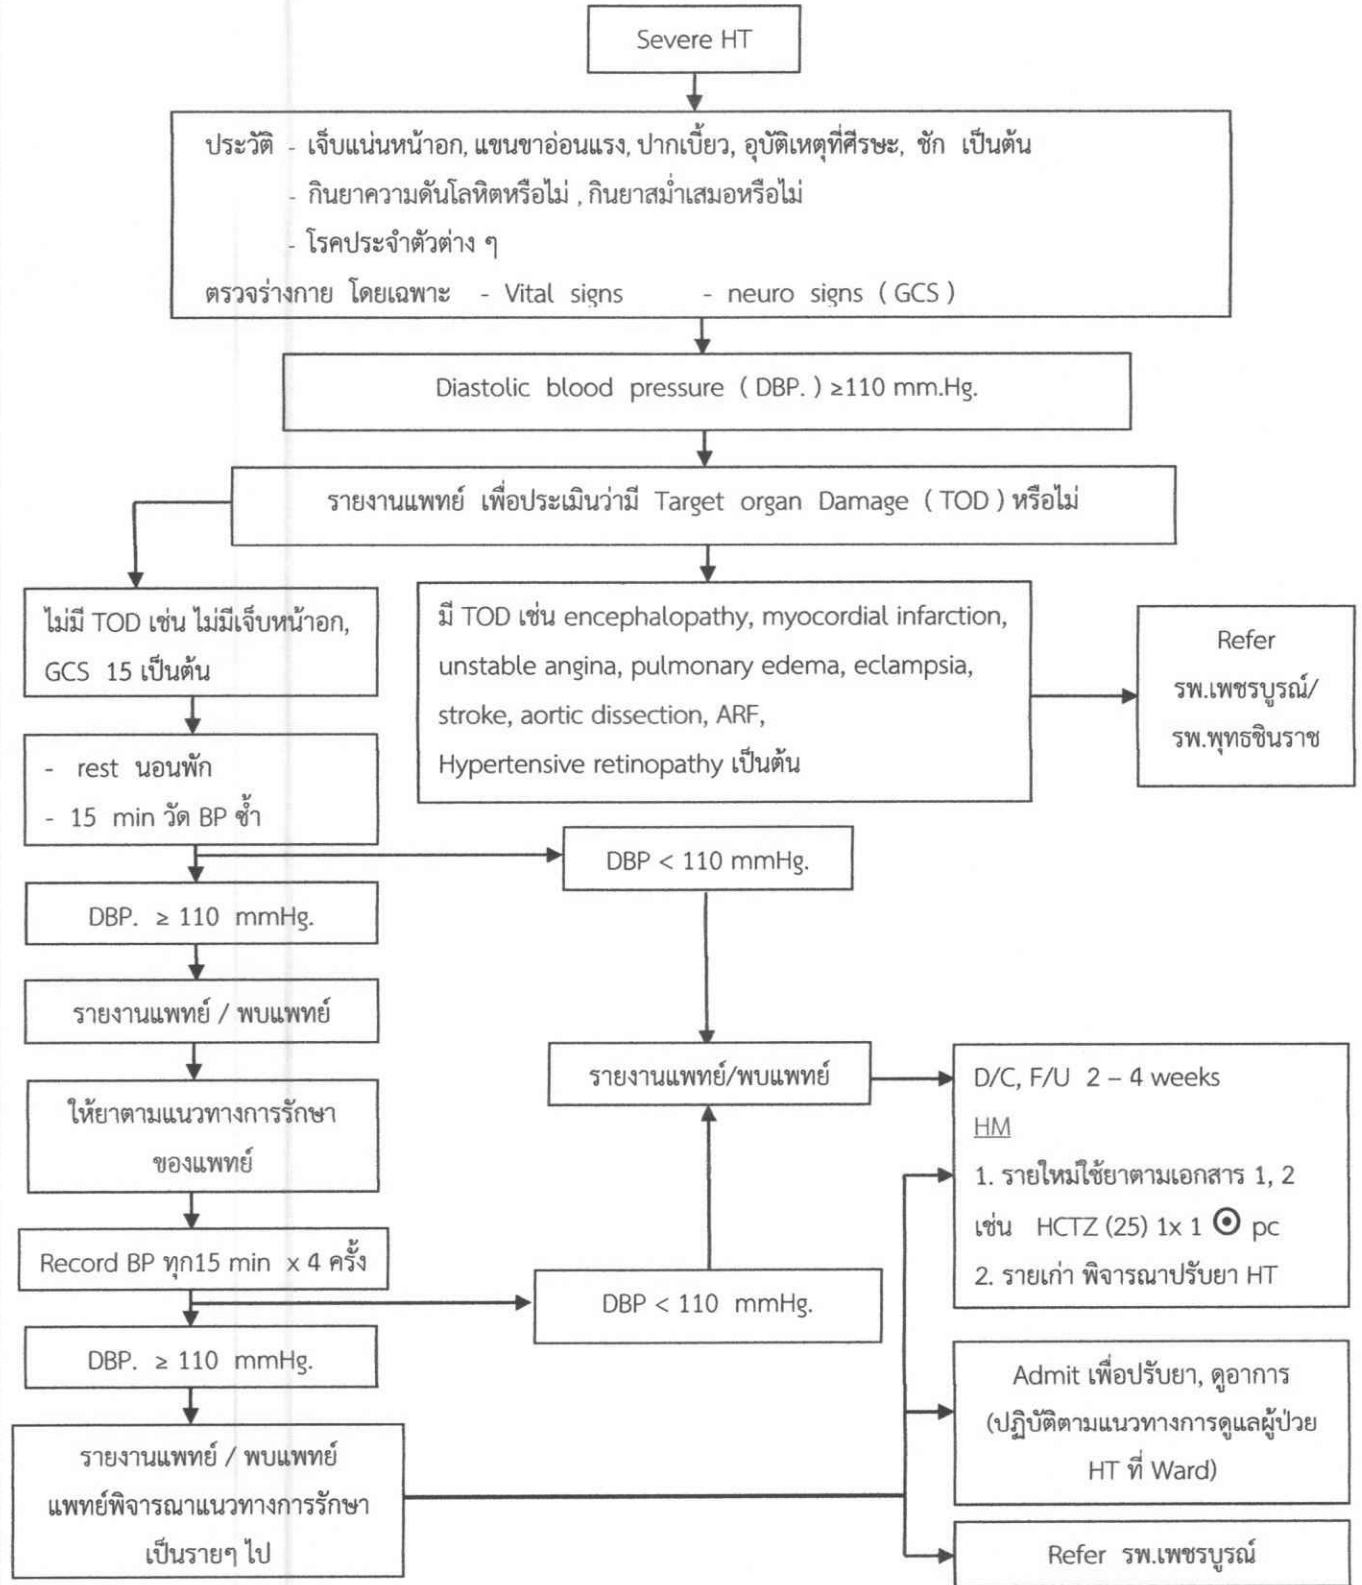 Severe HT
ประวัติ - เจ็บแน่นหน้าอก, แขนขาอ่อนแรง, ปากเบี้ยว, อุบัติเหตุที่ศีรษะ, ชัก เป็นต้น
- กินยาความดันโลหิตหรือไม่ , กินยาสม่ำเสมอหรือไม่
- โรคประจำตัวต่าง ๆ
ตรวจร่างกาย โดยเฉพาะ - Vital signs - neuro signs ( GCS )
Diastolic blood pressure ( DBP. ) ≥110 mm.Hg.
รายงานแพทย์ เพื่อประเมินว่ามี Target organ Damage ( TOD ) หรือไม่
ไม่มี TOD เช่น ไม่มีเจ็บหน้าอก,
GCS 15 เป็นต้น
มี TOD เช่น encephalopathy, myocordial infarction,
unstable angina, pulmonary edema, eclampsia,
stroke, aortic dissection, ARF,
Hypertensive retinopathy เป็นต้น
Refer
รพ.เพชรบูรณ์/
รพ.พุทธชินราช
- rest นอนพัก
- 15 min วัด BP ซ้ำ
DBP < 110 mmHg.
DBP. ≥ 110 mmHg.
รายงานแพทย์ / พบแพทย์
รายงานแพทย์/พบแพทย์
D/C, F/U 2 – 4 weeks
HM
1. รายใหม่ใช้ยาตามเอกสาร 1, 2
เช่น HCTZ (25) 1x 1 ⊙ pc
2. รายเก่า พิจารณาปรับยา HT
ให้ยาตามแนวทางการรักษา
ของแพทย์
Record BP ทุก15 min x 4 ครั้ง
DBP < 110 mmHg.
DBP. ≥ 110 mmHg.
Admit เพื่อปรับยา, ดูอาการ
(ปฏิบัติตามแนวทางการดูแลผู้ป่วย
HT ที่ Ward)
รายงานแพทย์ / พบแพทย์
แพทย์พิจารณาแนวทางการรักษา
เป็นรายๆ ไป
Refer รพ.เพชรบูรณ์